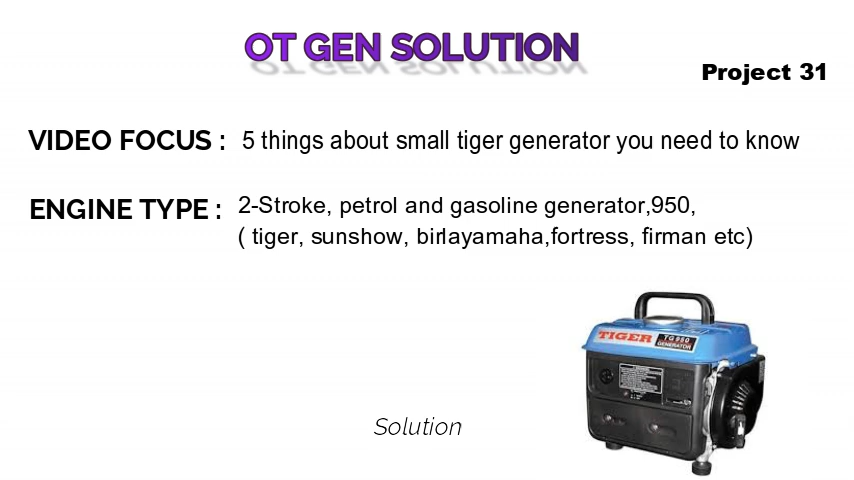 OT GEN SOLUTION
Project 31
VIDEO FOCUS : 5 things about small tiger generator you need to know
ENGINE TYPE : 2-Stroke, petrol and gasoline generator,950,
( tiger, sunshow, birlayamaha,fortress, firman etc)
TIGER TG950
GENERATOR
Solution